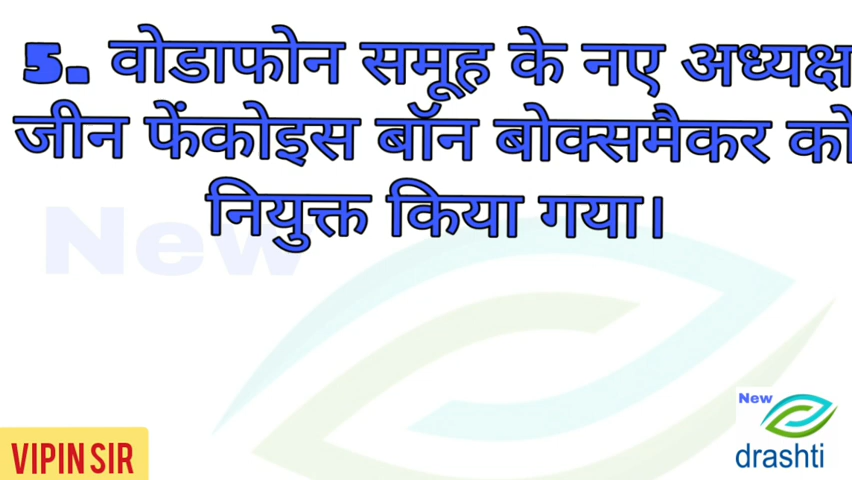 5. वोडाफोन समूह के नए अध्यक्ष
जीन फेंकोइस बॉन बोक्समैकर को
नियुक्त किया गया।
New
New
drashti
VIPIN SIR